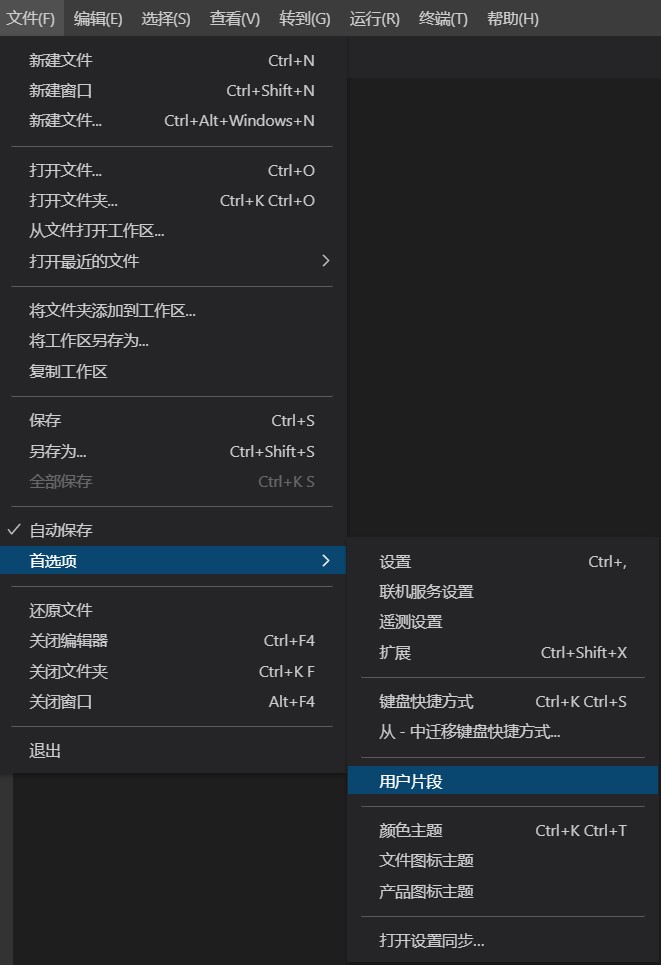 文件(F) 编辑(E) 选择(S) 查看(V) 转到(G) 运行(R) 终端(T) 帮助(H)
新建文件 Ctrl+N
新建窗口 Ctrl+Shift+N
新建文件... Ctrl+Alt+Windows+N
打开文件... Ctrl+O
打开文件夹... Ctrl+K Ctrl+O
从文件打开工作区...
打开最近的文件
将文件夹添加到工作区...
将工作区另存为...
复制工作区
保存 Ctrl+S
另存为... Ctrl+Shift+S
全部保存 Ctrl+K S
自动保存
首选项
还原文件
关闭编辑器 Ctrl+F4
关闭文件夹 Ctrl+K F
关闭窗口 Alt+F4
退出
设置 Ctrl+,
联机服务设置
遥测设置
扩展 Ctrl+Shift+X
键盘快捷方式 Ctrl+K Ctrl+S
从 - 中迁移键盘快捷方式...
用户片段
颜色主题 Ctrl+K Ctrl+T
文件图标主题
产品图标主题
打开设置同步...